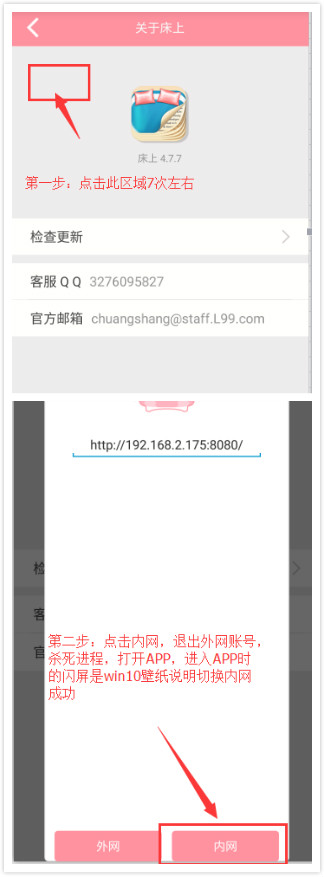 关于床上
床上 4.7.7
第一步：点击此区域7次左右
检查更新
客服 Q Q 3276095827
官方邮箱 chuangshang@staff.L99.com
http://192.168.2.175:8080/
检
客
官
第二步：点击内网，退出外网账号，
杀死进程，打开APP，进入APP时
的闪屏是win10壁纸说明切换内网
成功
外网 内网